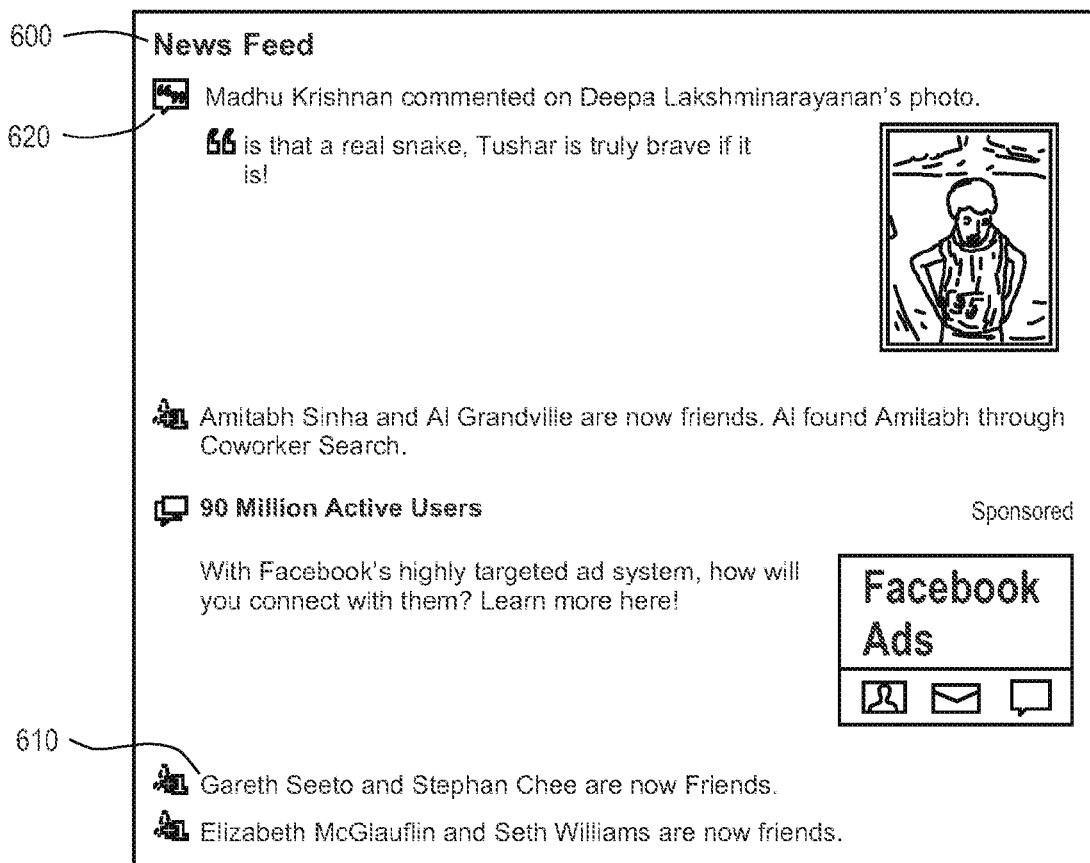 600
News Feed
Madhu Krishnan commented on Deepa Lakshminarayanan's photo.
620
is that a real snake, Tushar is truly brave if it
is!
95
Amitabh Sinha and Al Grandville are now friends. Al found Amitabh through
Coworker Search.
90 Million Active Users
Sponsored
With Facebook's highly targeted ad system, how will
you connect with them? Learn more here!
Facebook
Ads
610
Gareth Seeto and Stephan Chee are now Friends.
Elizabeth McGlauflin and Seth Williams are now friends.